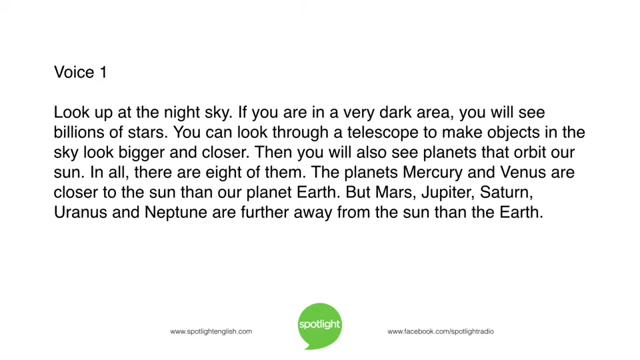 Voice 1
Look up at the night sky. If you are in a very dark area, you will see
billions of stars. You can look through a telescope to make objects in the
sky look bigger and closer. Then you will also see planets that orbit our
sun. In all, there are eight of them. The planets Mercury and Venus are
closer to the sun than our planet Earth. But Mars, Jupiter, Saturn,
Uranus and Neptune are further away from the sun than the Earth.
www.spotlightenglish.com
spotlight
www.facebook.com/spotlightradio